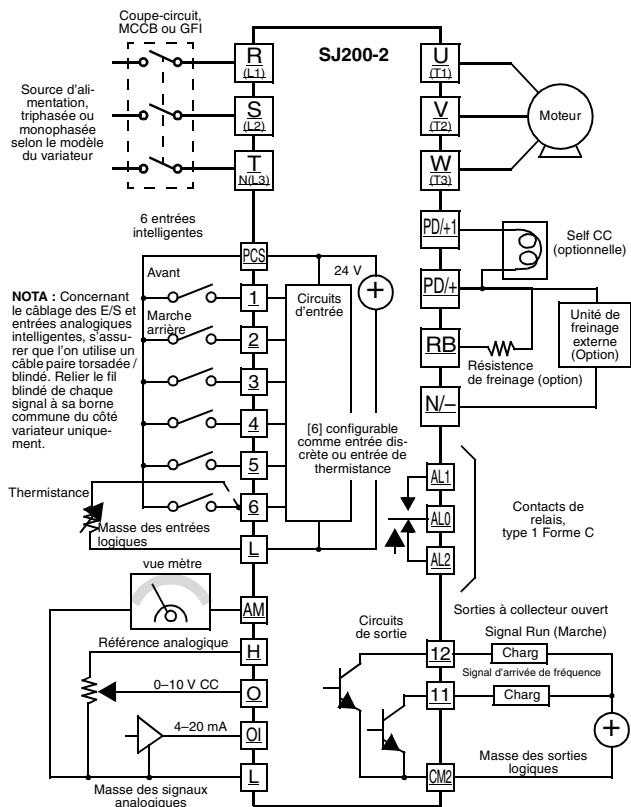 Coupe-circuit,
MCCB ou GFI
SJ200-2
R
(L1)
S
(L2)
T
N(L3)
U
(T1)
V
(T2)
W
(T3)
Moteur
Source d'ali-
mentation,
triphasée ou
monophasée
selon le modèle
du variateur
PD/+1
Self CC
(optionnelle)
PD/+
RB
Résistance
de freinage (option)
Unité de
freinage
externe
(Option)
N/–
6 entrées
intelligentes
PCS
24 V
+
Avant
1
Circuits
d'entrée
Marche
arrière
2
3
4
5
6
L
[6] configurable
comme entrée dis-
crète ou entrée de
thermistance
NOTA : Concernant
le câblage des E/S et
entrées analogiques
intelligentes, s'assu-
rer que l'on utilise un
câble paire torsadée /
blindé. Relier le fil
blindé de chaque
signal à sa borne
commune du côté
variateur unique-
ment.
Thermistance
Masse des entrées
logiques
AL1
AL0
AL2
Contacts de
relais,
type 1 Forme C
vue mètre
AM
Référence analogique
H
0–10 V CC
O
4–20 mA
OI
L
Masse des signaux
analogiques
Sorties à collecteur ouvert
Circuits
de sortie
Signal Run (Marche)
12
Charg
Signal d'arrivée de fréquence
11
Charg
+
Masse des sorties
logiques
CM2